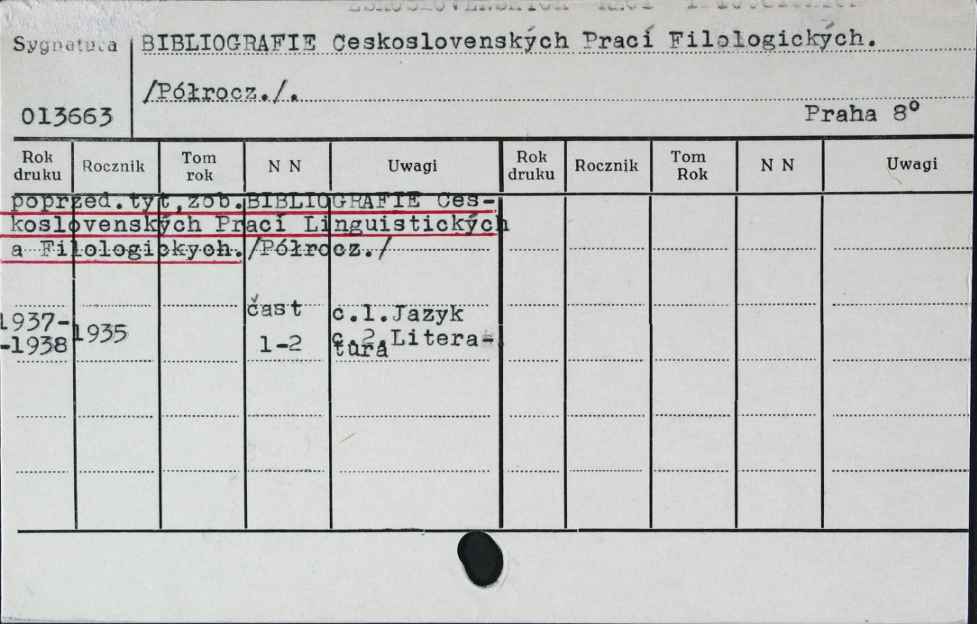 Sygnatura BIBLIOGRAFIE Ceskoslovenských Prací Filologických.
/Półrocz./.
013663 Praha 8°
Rok druku Rocznik Tom rok N N Uwagi Rok druku Rocznik Tom Rok N N Uwagi
poprzed.tyt,zob.BIBLIOGRAFIE Ces-
koslovenských Prací Linguistických
a Filologickych./Półrocz./
část c.1.Jazyk
1937- 1935
-1938 1-2 c.2.Litera-
tura